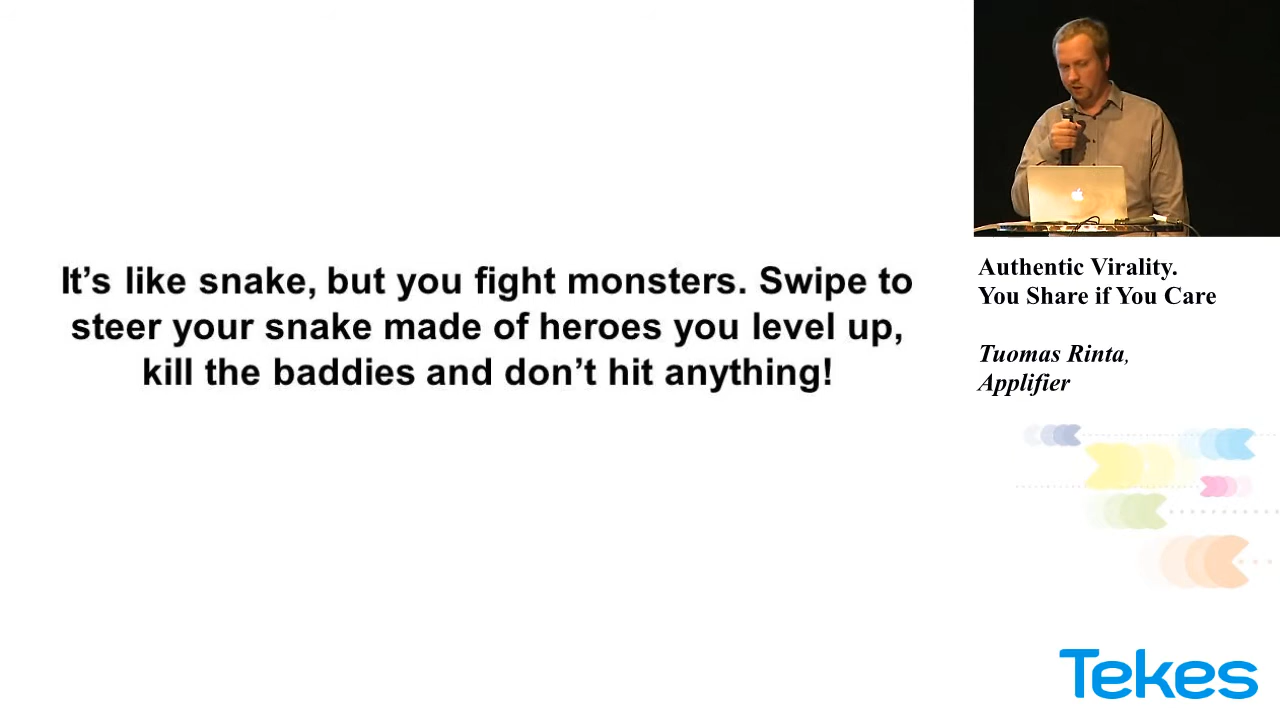 It’s like snake, but you fight monsters. Swipe to
steer your snake made of heroes you level up,
kill the baddies and don’t hit anything!
Authentic Virality.
You Share if You Care
Tuomas Rinta,
Applifier
Tekes